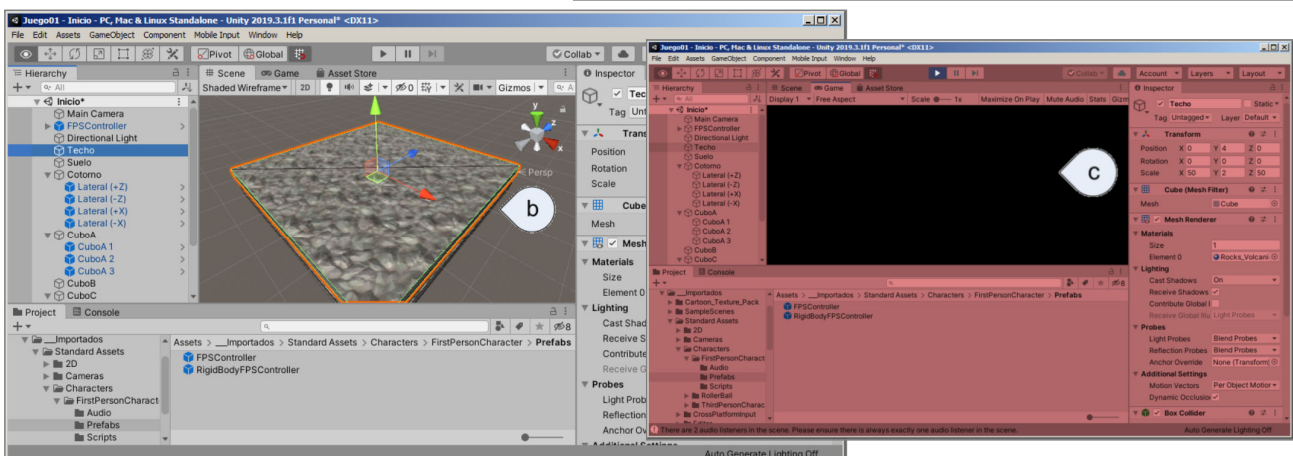 Juego01 - Inicio - PC, Mac & Linux Standalone - Unity 2019.3.1f1 Personal* <DX11>
File Edit Assets GameObject Component Mobile Input Window Help
Pivot Global Collab
Hierarchy Scene Game Asset Store Inspector
All Shaded Wireframe 2D 0 Gizmos A
Inicio*
Main Camera
FPSController
Directional Light
Techo
Suelo
Cotorno
Lateral (+Z)
Lateral (-Z)
Lateral (+X)
Lateral (-X)
CuboA
CuboA 1
CuboA 2
CuboA 3
CuboB
CuboC
y
z
x
Persp
b
Tec
Tag Unt
Trans
Position
Rotation
Scale
Cube
Mesh
Mesh
Materials
Size
Element 0
Lighting
Cast Shad
Receive S
Contribute
Receive G
Probes
Light Prob
Reflection
Anchor Ov
Additional Settings
Project Console
8
__Importados
Standard Assets
2D
Cameras
Characters
FirstPersonCharact
Audio
Prefabs
Scripts
Assets > __Importados > Standard Assets > Characters > FirstPersonCharacter > Prefabs
FPSController
RigidBodyFPSController
Auto Generate Lighting Off
Juego01 - Inicio - PC, Mac & Linux Standalone - Unity 2019.3.1f1 Personal* <DX11>
File Edit Assets GameObject Component Mobile Input Window Help
Pivot Global Collab Account Layers Layout
Hierarchy Scene Game Asset Store Inspector
All Display 1 Free Aspect Scale 1x Maximize On Play Mute Audio Stats Gizm
Inicio*
Main Camera
FPSController
Directional Light
Techo
Suelo
Cotorno
Lateral (+Z)
Lateral (-Z)
Lateral (+X)
Lateral (-X)
CuboA
CuboA 1
CuboA 2
CuboA 3
CuboB
CuboC
c
Techo Static
Tag Untagged Layer Default
Transform
Position X 0 Y 4 Z 0
Rotation X 0 Y 0 Z 0
Scale X 50 Y 2 Z 50
Cube (Mesh Filter)
Mesh Cube
Mesh Renderer
Materials
Size 1
Element 0 Rocks_Volcani
Lighting
Cast Shadows On
Receive Shadows
Contribute Global I
Receive Global Illu Light Probes
Probes
Light Probes Blend Probes
Reflection Probes Blend Probes
Anchor Override None (Transform)
Additional Settings
Motion Vectors Per Object Motion
Dynamic Occlusion
Box Collider
Project Console
8
__Importados
Cartoon_Texture_Pack
SampleScenes
Standard Assets
2D
Cameras
Characters
FirstPersonCharact
Audio
Prefabs
Scripts
RollerBall
ThirdPersonCharac
CrossPlatformInput
Assets > __Importados > Standard Assets > Characters > FirstPersonCharacter > Prefabs
FPSController
RigidBodyFPSController
There are 2 audio listeners in the scene. Please ensure there is always exactly one audio listener in the scene.
Auto Generate Lighting Off